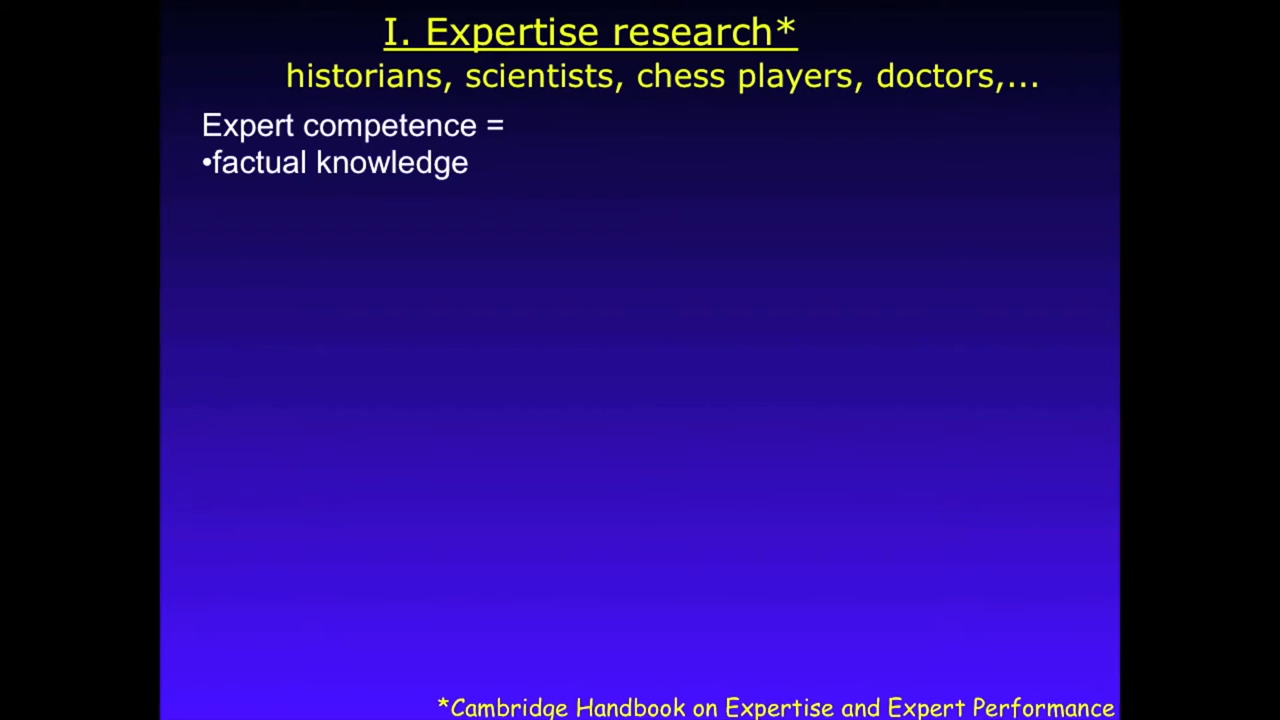 I. Expertise research*
historians, scientists, chess players, doctors,...
Expert competence =
•factual knowledge
*Cambridge Handbook on Expertise and Expert Performance